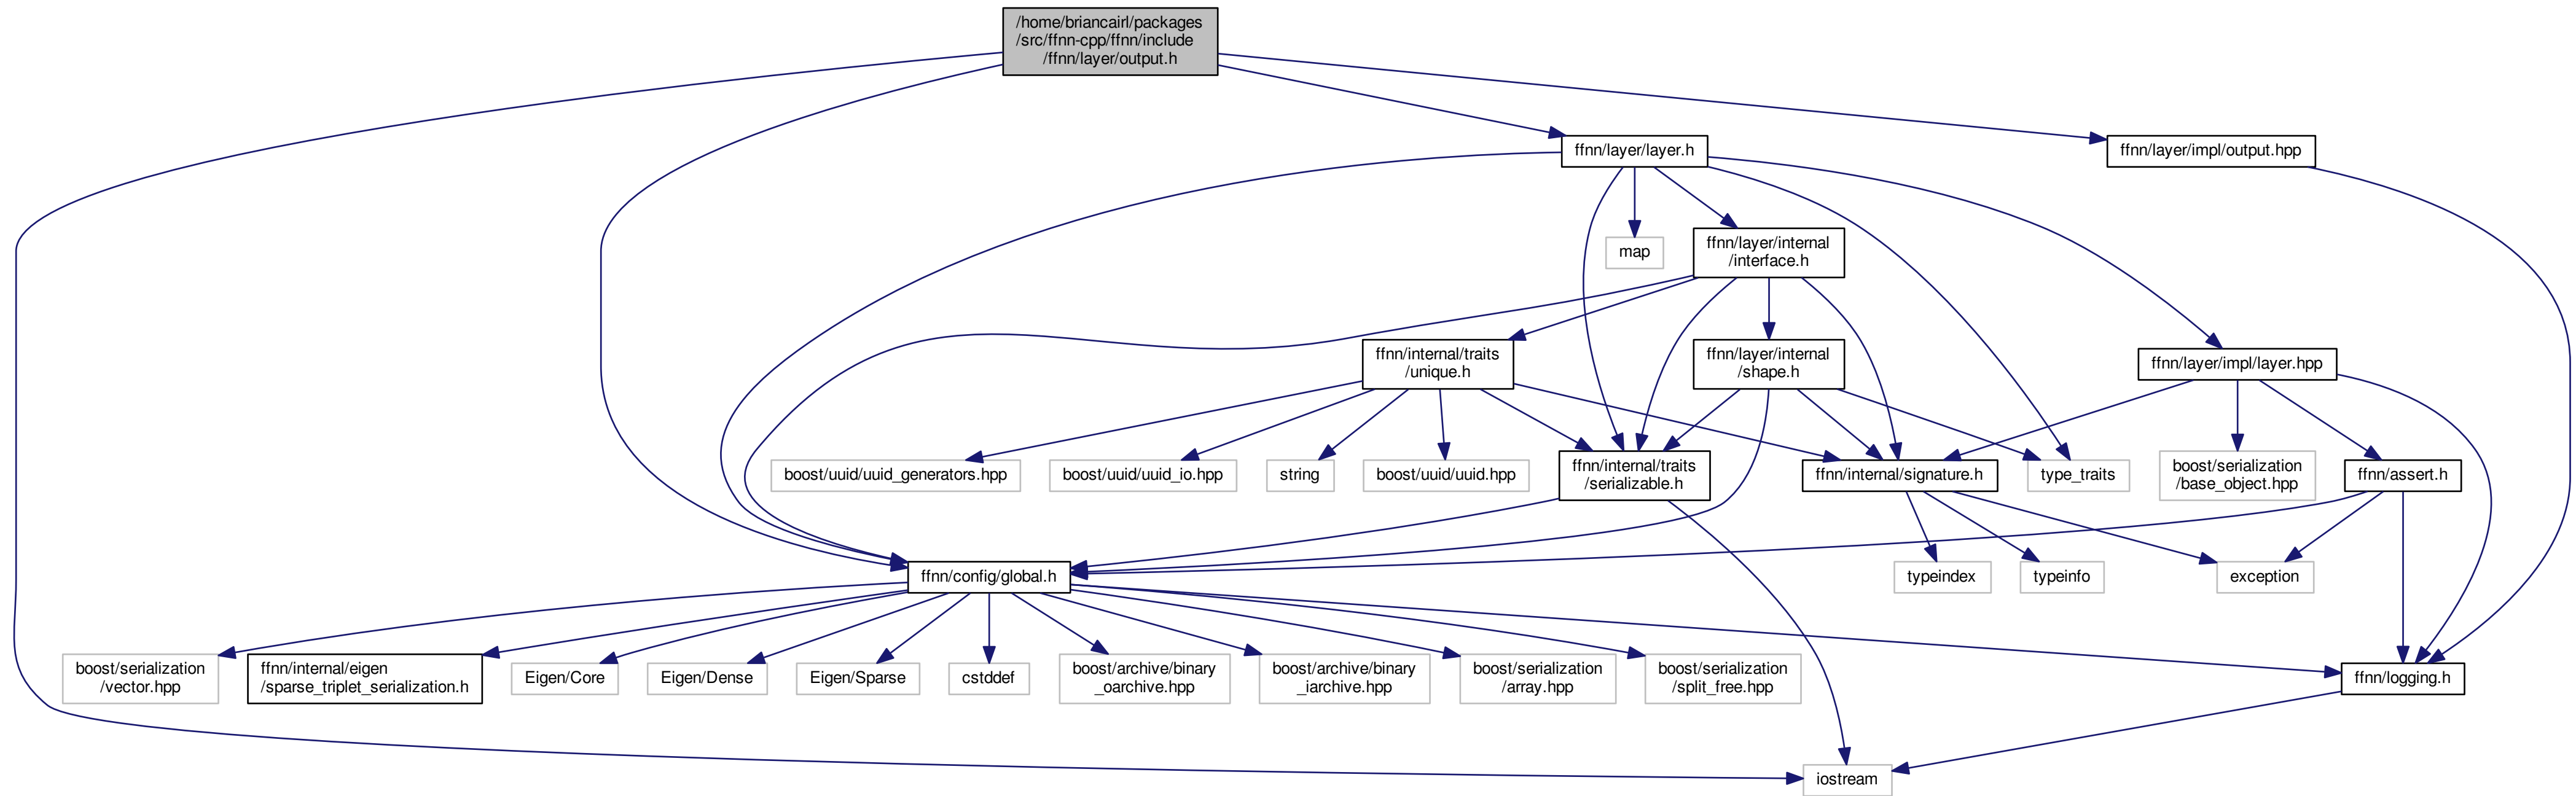 /home/briancairl/packages
/src/ffnn-cpp/ffnn/include
/ffnn/layer/output.h
ffnn/layer/layer.h
ffnn/layer/impl/output.hpp
map
ffnn/layer/internal
/interface.h
ffnn/internal/traits
/unique.h
ffnn/layer/internal
/shape.h
ffnn/layer/impl/layer.hpp
boost/uuid/uuid_generators.hpp
boost/uuid/uuid_io.hpp
string
boost/uuid/uuid.hpp
ffnn/internal/traits
/serializable.h
ffnn/internal/signature.h
type_traits
boost/serialization
/base_object.hpp
ffnn/assert.h
ffnn/config/global.h
typeindex
typeinfo
exception
boost/serialization
/vector.hpp
ffnn/internal/eigen
/sparse_triplet_serialization.h
Eigen/Core
Eigen/Dense
Eigen/Sparse
cstddef
boost/archive/binary
_oarchive.hpp
boost/archive/binary
_iarchive.hpp
boost/serialization
/array.hpp
boost/serialization
/split_free.hpp
ffnn/logging.h
iostream